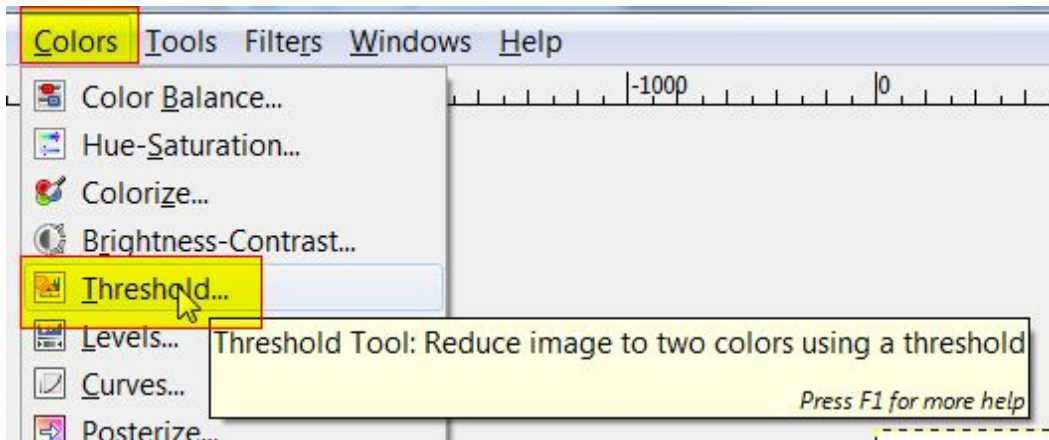 Colors Tools Filters Windows Help
-1000 0
Color Balance...
Hue-Saturation...
Colorize...
Brightness-Contrast...
Threshold...
Levels...
Threshold Tool: Reduce image to two colors using a threshold
Curves...
Press F1 for more help
Posterize...